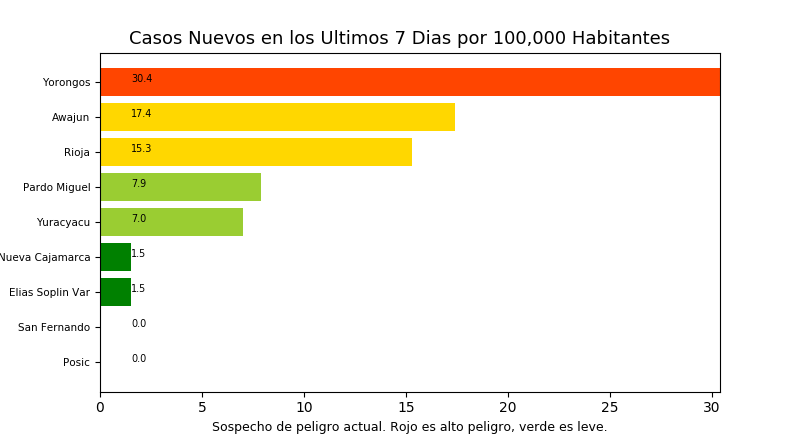 Casos Nuevos en los Ultimos 7 Dias por 100,000 Habitantes
Yorongos 30.4
Awajun 17.4
Rioja 15.3
Pardo Miguel 7.9
Yuracyacu 7.0
Nueva Cajamarca 1.5
Elias Soplin Var 1.5
San Fernando 0.0
Posic 0.0
0 5 10 15 20 25 30
Sospecho de peligro actual. Rojo es alto peligro, verde es leve.